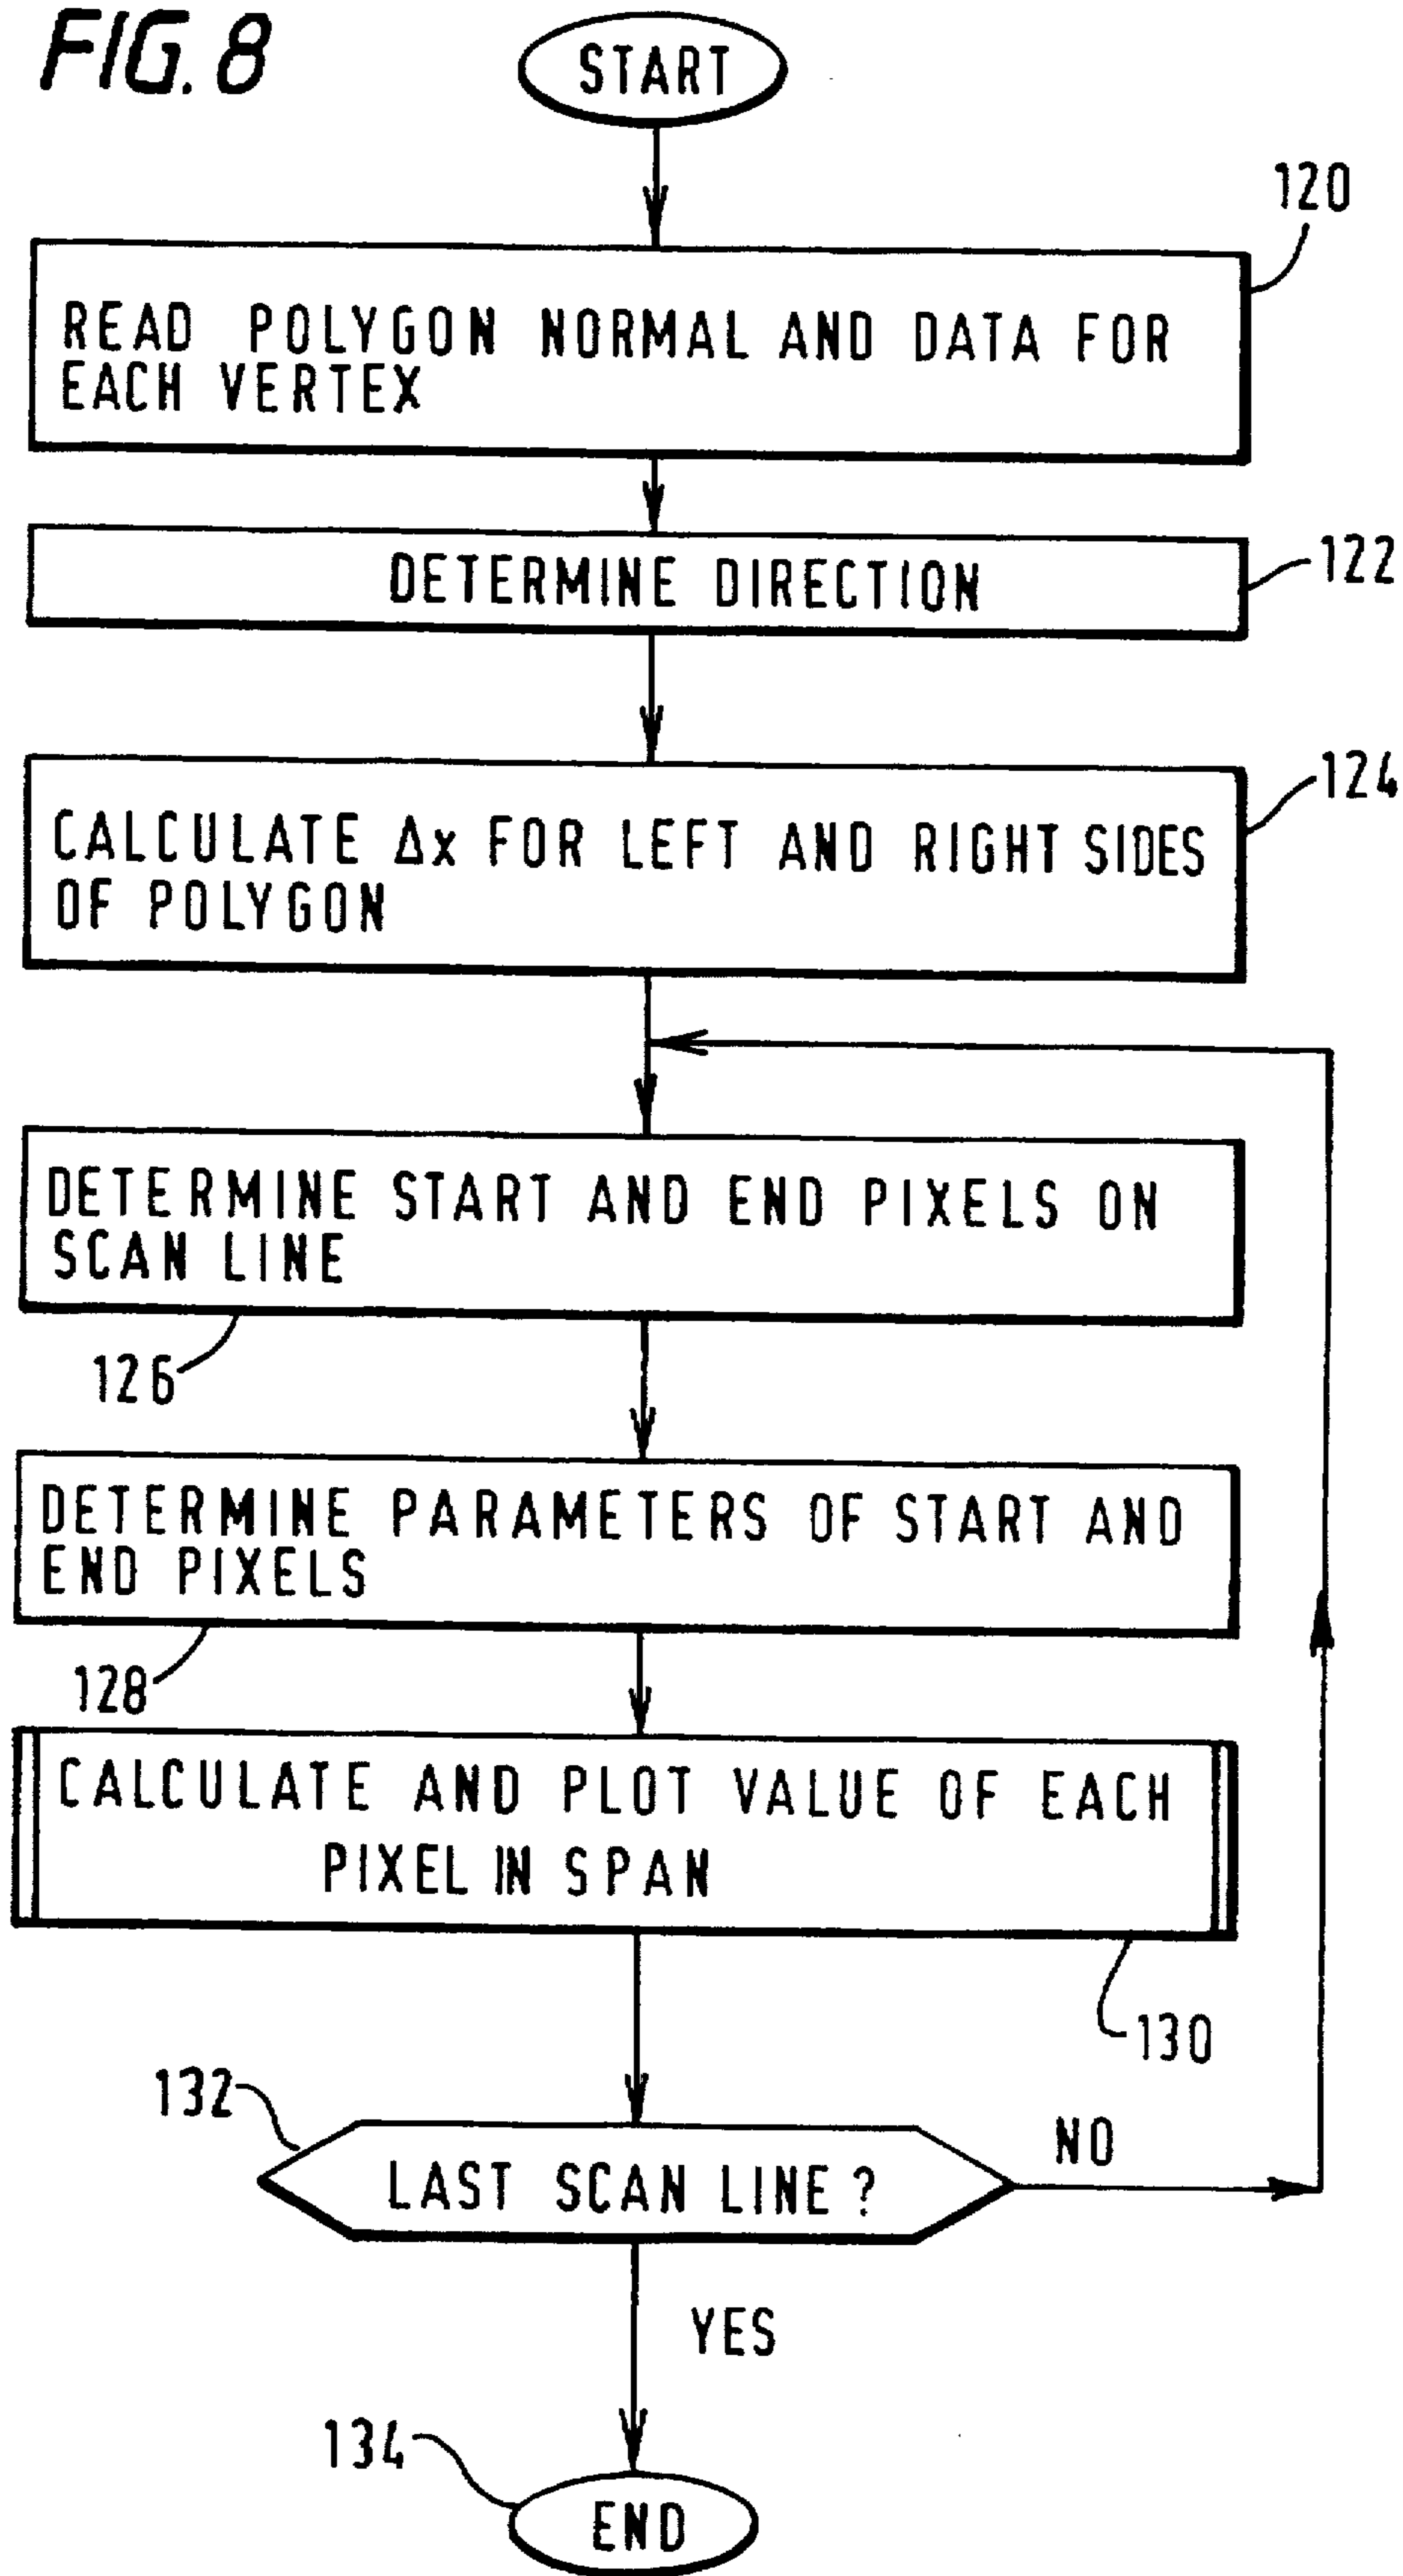 FIG. 8
START
120
READ POLYGON NORMAL AND DATA FOR
EACH VERTEX
DETERMINE DIRECTION
122
124
CALCULATE Δx FOR LEFT AND RIGHT SIDES
OF POLYGON
DETERMINE START AND END PIXELS ON
SCAN LINE
126
DETERMINE PARAMETERS OF START AND
END PIXELS
128
CALCULATE AND PLOT VALUE OF EACH
PIXEL IN SPAN
130
132
LAST SCAN LINE?
NO
YES
134
END